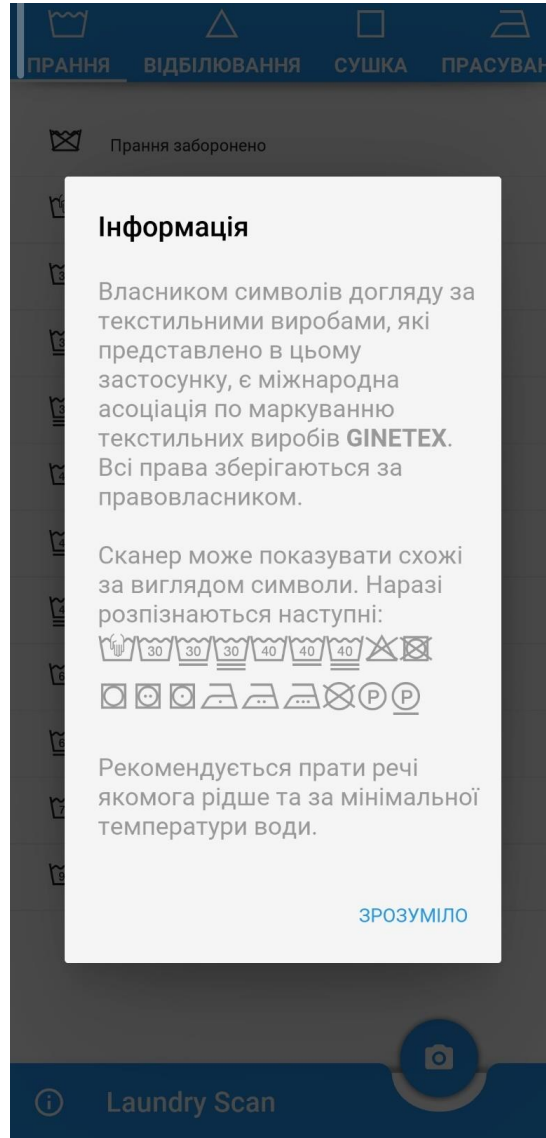 ПРАННЯ ВІДБІЛЮВАННЯ СУШКА ПРАСУВАН
Прання заборонено
Інформація
Власником символів догляду за
текстильними виробами, які
представлено в цьому
застосунку, є міжнародна
асоціація по маркуванню
текстильних виробів GINETEX.
Всі права зберігаються за
правовласником.
Сканер може показувати схожі
за виглядом символи. Наразі
розпізнаються наступні:
30 30 30 40 40 40
P P
Рекомендується прати речі
якомога рідше та за мінімальної
температури води.
ЗРОЗУМІЛО
Laundry Scan